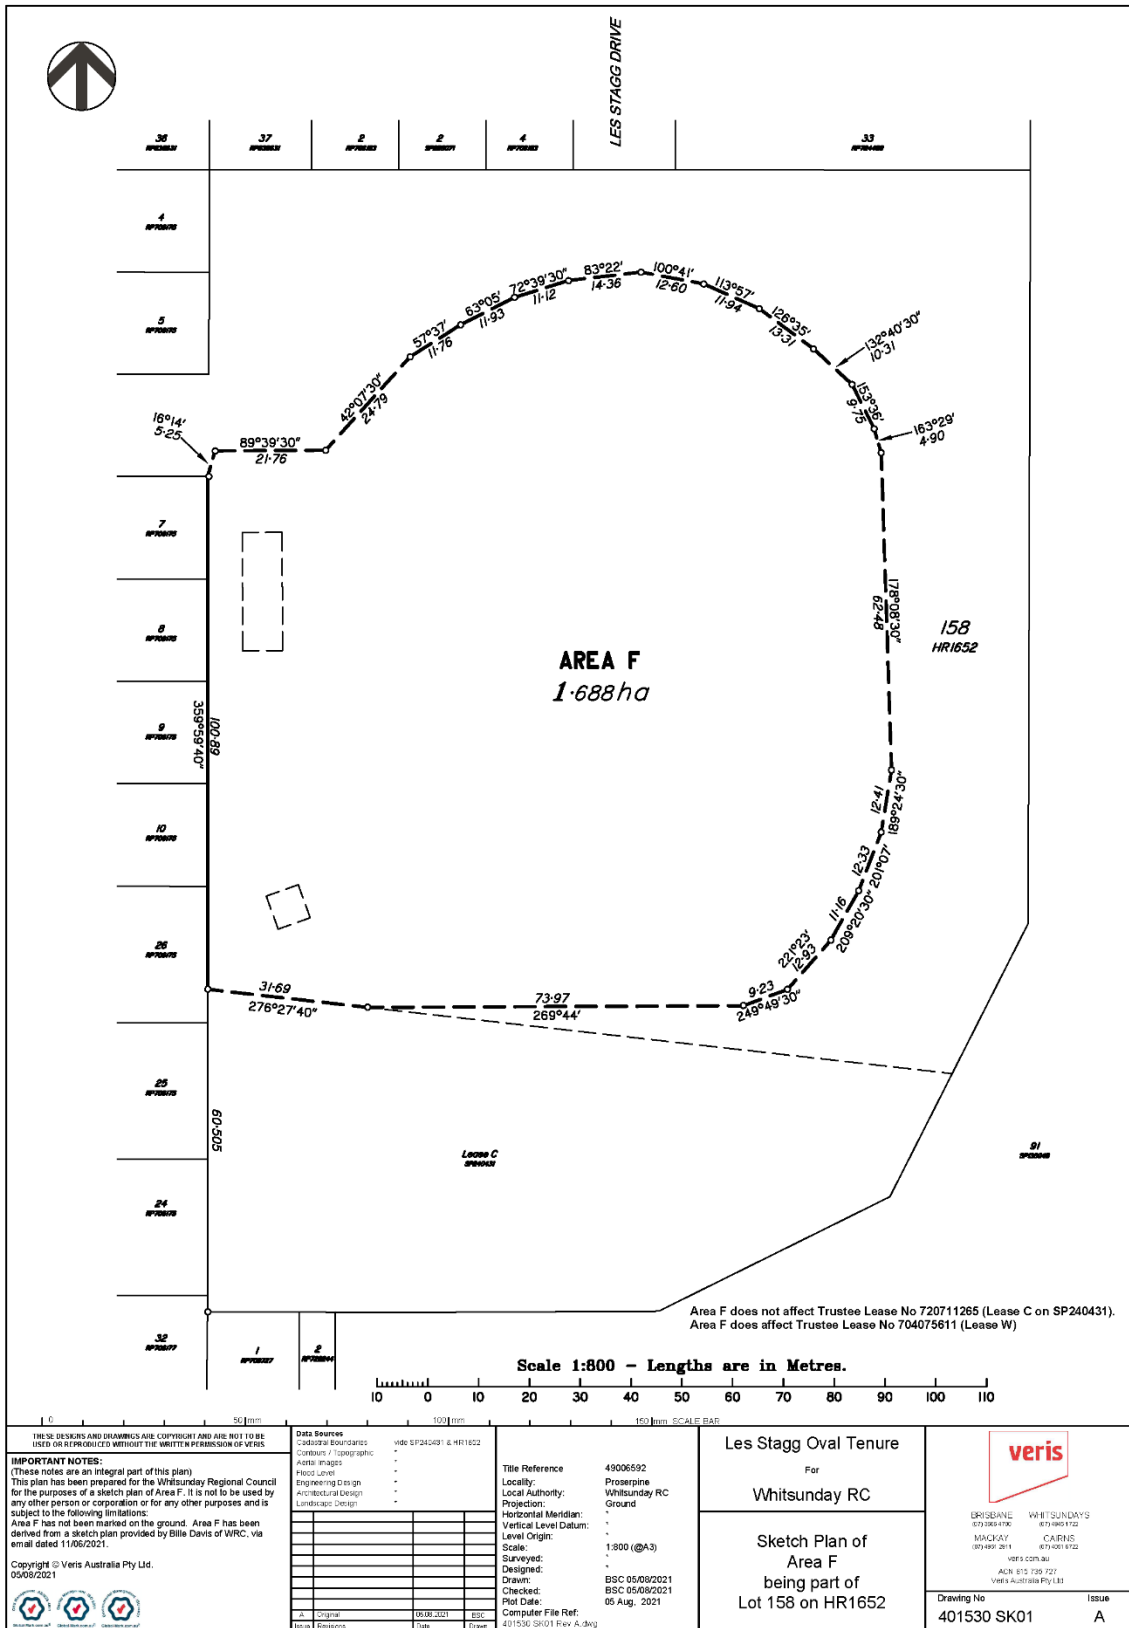 LES STAGG DRIVE
36
37
2
2
4
33
4
5
7
8
9
10
26
25
24
32
1
2
16°14'
5·25
89°39'30"
21·76
42°07'30"
24·79
57°37'
11·76
63°05'
11·93
72°39'30"
11·12
83°22'
14·36
100°41'
12·60
113°57'
11·94
126°35'
13·31
132°40'30"
10·31
153°36'
9·75
163°29'
4·90
178°08'30"
62·48
189°24'30"
12·41
201°07'
12·33
209°20'30"
11·16
221°23'
12·93
249°49'30"
9·23
73·97
269°44'
31·69
276°27'40"
359°59'40"
100·89
60·505
AREA F
1·688ha
158
HR1652
Lease C
SP240431
91
Area F does not affect Trustee Lease No 720711265 (Lease C on SP240431).
Area F does affect Trustee Lease No 704075611 (Lease W)
Scale 1:800 – Lengths are in Metres.
10 0 10 20 30 40 50 60 70 80 90 100 110
0 50 mm 100 mm 150 mm SCALE BAR
THESE DESIGNS AND DRAWINGS ARE COPYRIGHT AND ARE NOT TO BE
USED OR REPRODUCED WITHOUT THE WRITTEN PERMISSION OF VERIS
IMPORTANT NOTES:
(These notes are an integral part of this plan)
This plan has been prepared for the Whitsunday Regional Council
for the purposes of a sketch plan of Area F. It is not to be used by
any other person or corporation or for any other purposes and is
subject to the following limitations:
Area F has not been marked on the ground. Area F has been
derived from a sketch plan provided by Billie Davis of WRC, via
email dated 11/06/2021.
Copyright © Veris Australia Pty Ltd.
05/08/2021
Data Sources
Cadastral Boundaries vide SP240431 & HR1652
Contours / Topographic "
Aerial Images "
Flood Level "
Engineering Design "
Architectural Design "
Landscape Design "
A Original 05.08.2021 BSC
Issue Revisions Date Drawn
Title Reference 49006592
Locality: Proserpine
Local Authority: Whitsunday RC
Projection: Ground
Horizontal Meridian: "
Vertical Level Datum: "
Level Origin: "
Scale: 1:800 (@A3)
Surveyed: "
Designed: "
Drawn: BSC 05/08/2021
Checked: BSC 05/08/2021
Plot Date: 05 Aug, 2021
Computer File Ref:
401530 SK01 Rev A.dwg
Les Stagg Oval Tenure
For
Whitsunday RC
Sketch Plan of
Area F
being part of
Lot 158 on HR1652
veris
BRISBANE WHITSUNDAYS
MACKAY CAIRNS
veris.com.au
ACN 615 735 727
Veris Australia Pty Ltd
Drawing No Issue
401530 SK01 A